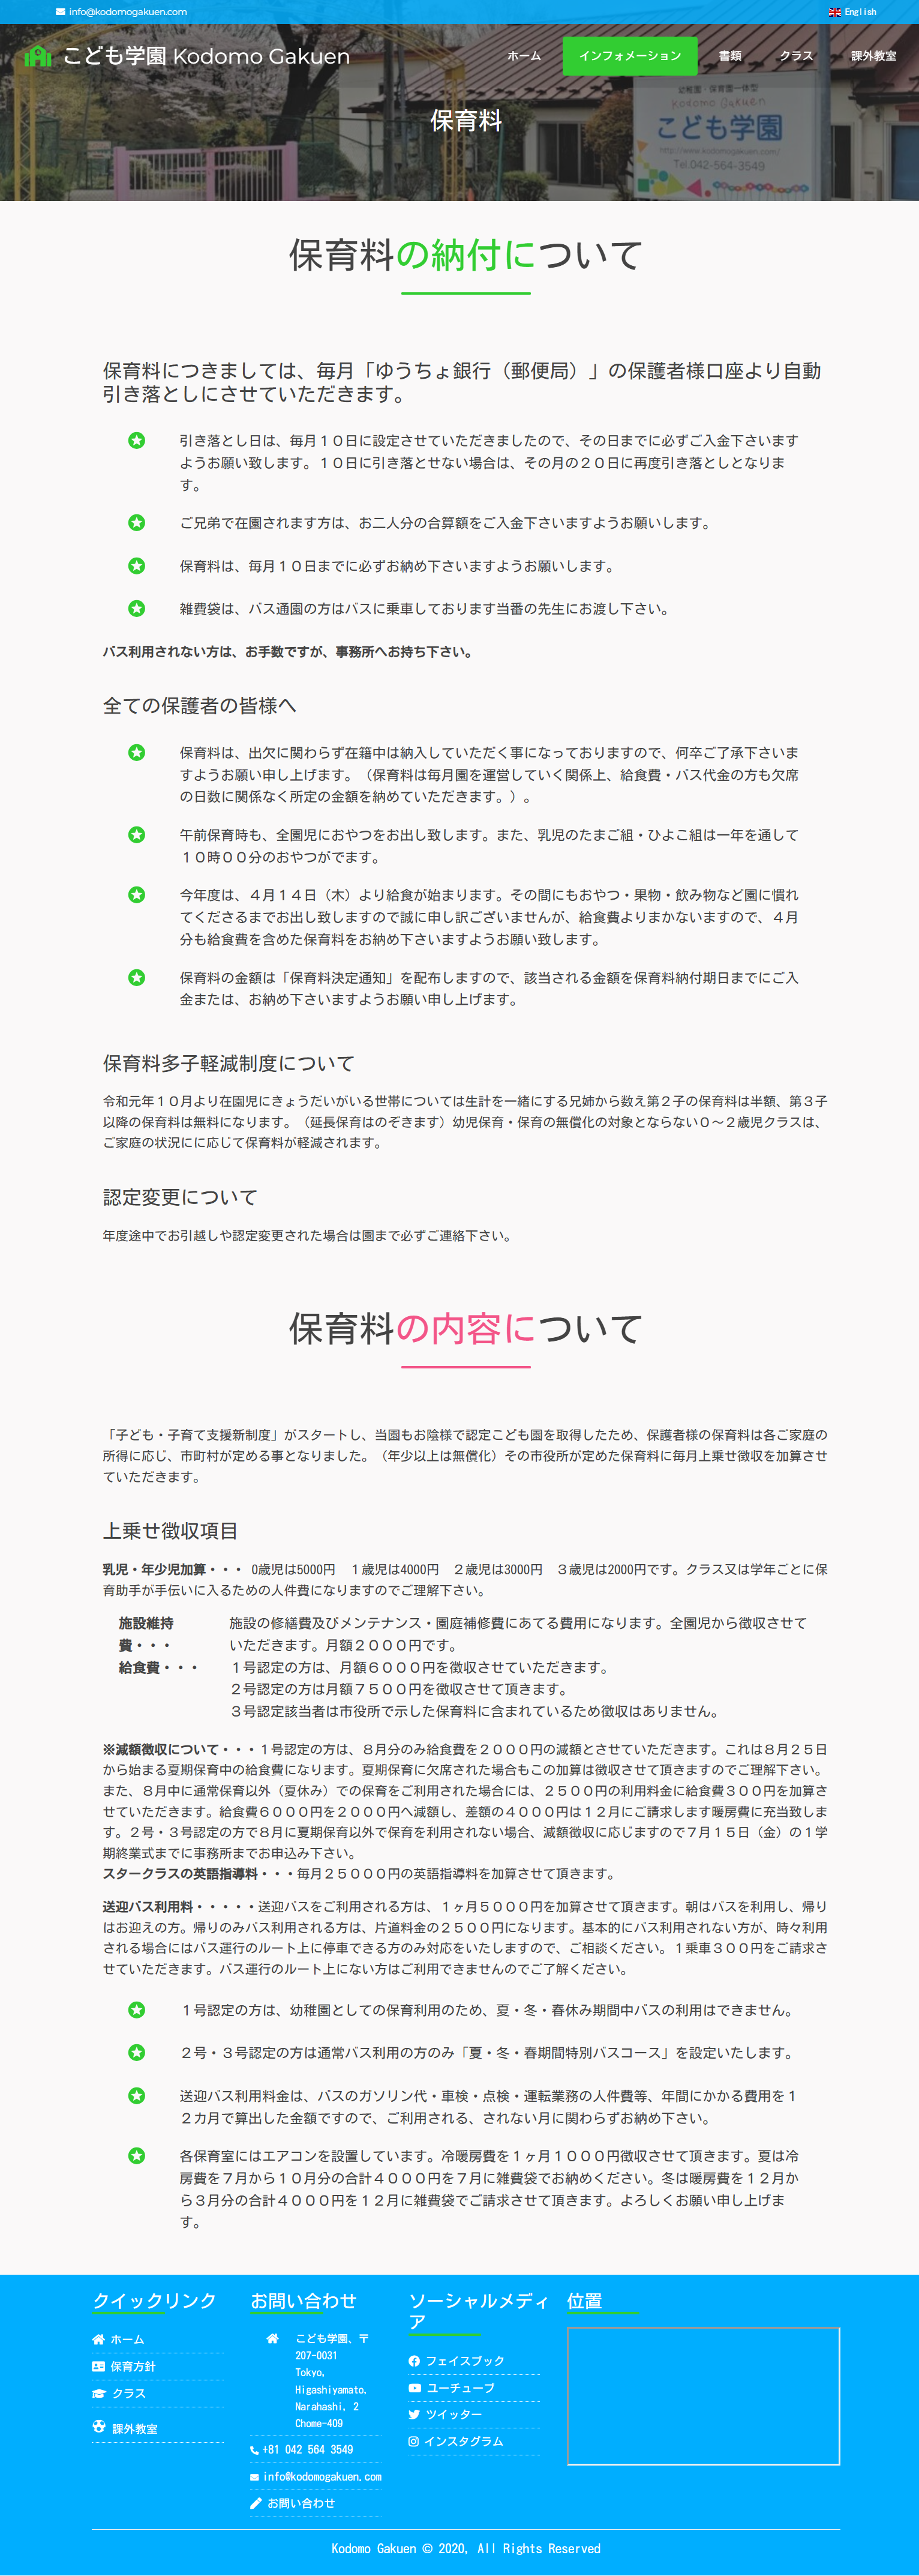 info@kodomogakuen.com
English
こども学園 Kodomo Gakuen
ホーム
インフォメーション
書類
クラス
課外教室
幼稚園・保育園一体型
Kodomo Gakuen
こども学園
http://www.kodomogakuen.com/
Tel.042-564-3549
保育料
保育料の納付について
保育料につきましては、毎月「ゆうちょ銀行（郵便局）」の保護者様口座より自動
引き落としにさせていただきます。
引き落とし日は、毎月１０日に設定させていただきましたので、その日までに必ずご入金下さいます
ようお願い致します。１０日に引き落とせない場合は、その月の２０日に再度引き落としとなりま
す。
ご兄弟で在園されます方は、お二人分の合算額をご入金下さいますようお願いします。
保育料は、毎月１０日までに必ずお納め下さいますようお願いします。
雑費袋は、バス通園の方はバスに乗車しております当番の先生にお渡し下さい。
バス利用されない方は、お手数ですが、事務所へお持ち下さい。
全ての保護者の皆様へ
保育料は、出欠に関わらず在籍中は納入していただく事になっておりますので、何卒ご了承下さいま
すようお願い申し上げます。（保育料は毎月園を運営していく関係上、給食費・バス代金の方も欠席
の日数に関係なく所定の金額を納めていただきます。）。
午前保育時も、全園児におやつをお出し致します。また、乳児のたまご組・ひよこ組は一年を通して
１０時００分のおやつがでます。
今年度は、４月１４日（木）より給食が始まります。その間にもおやつ・果物・飲み物など園に慣れ
てくださるまでお出し致しますので誠に申し訳ございませんが、給食費よりまかないますので、４月
分も給食費を含めた保育料をお納め下さいますようお願い致します。
保育料の金額は「保育料決定通知」を配布しますので、該当される金額を保育料納付期日までにご入
金または、お納め下さいますようお願い申し上げます。
保育料多子軽減制度について
令和元年１０月より在園児にきょうだいがいる世帯については生計を一緒にする兄姉から数え第２子の保育料は半額、第３子
以降の保育料は無料になります。（延長保育はのぞきます）幼児保育・保育の無償化の対象とならない０～２歳児クラスは、
ご家庭の状況にに応じて保育料が軽減されます。
認定変更について
年度途中でお引越しや認定変更された場合は園まで必ずご連絡下さい。
保育料の内容について
「子ども・子育て支援新制度」がスタートし、当園もお陰様で認定こども園を取得したため、保護者様の保育料は各ご家庭の
所得に応じ、市町村が定める事となりました。（年少以上は無償化）その市役所が定めた保育料に毎月上乗せ徴収を加算させ
ていただきます。
上乗せ徴収項目
乳児・年少児加算・・・ 0歳児は5000円　１歳児は4000円　２歳児は3000円　３歳児は2000円です。クラス又は学年ごとに保
育助手が手伝いに入るための人件費になりますのでご理解下さい。
施設維持 施設の修繕費及びメンテナンス・園庭補修費にあてる費用になります。全園児から徴収させて
費・・・ いただきます。月額２０００円です。
給食費・・・ １号認定の方は、月額６０００円を徴収させていただきます。
２号認定の方は月額７５００円を徴収させて頂きます。
３号認定該当者は市役所で示した保育料に含まれているため徴収はありません。
※減額徴収について・・・１号認定の方は、８月分のみ給食費を２０００円の減額とさせていただきます。これは８月２５日
から始まる夏期保育中の給食費になります。夏期保育に欠席された場合もこの加算は徴収させて頂きますのでご理解下さい。
また、８月中に通常保育以外（夏休み）での保育をご利用された場合には、２５００円の利用料金に給食費３００円を加算さ
せていただきます。給食費６０００円を２０００円へ減額し、差額の４０００円は１２月にご請求します暖房費に充当致しま
す。２号・３号認定の方で８月に夏期保育以外で保育を利用されない場合、減額徴収に応じますので７月１５日（金）の１学
期終業式までに事務所までお申込み下さい。
スタークラスの英語指導料・・・毎月２５０００円の英語指導料を加算させて頂きます。
送迎バス利用料・・・・・送迎バスをご利用される方は、１ヶ月５０００円を加算させて頂きます。朝はバスを利用し、帰り
はお迎えの方。帰りのみバス利用される方は、片道料金の２５００円になります。基本的にバス利用されない方が、時々利用
される場合にはバス運行のルート上に停車できる方のみ対応をいたしますので、ご相談ください。１乗車３００円をご請求さ
せていただきます。バス運行のルート上にない方はご利用できませんのでご了解ください。
１号認定の方は、幼稚園としての保育利用のため、夏・冬・春休み期間中バスの利用はできません。
２号・３号認定の方は通常バス利用の方のみ「夏・冬・春期間特別バスコース」を設定いたします。
送迎バス利用料金は、バスのガソリン代・車検・点検・運転業務の人件費等、年間にかかる費用を１
２カ月で算出した金額ですので、ご利用される、されない月に関わらずお納め下さい。
各保育室にはエアコンを設置しています。冷暖房費を１ヶ月１０００円徴収させて頂きます。夏は冷
房費を７月から１０月分の合計４０００円を７月に雑費袋でお納めください。冬は暖房費を１２月か
ら３月分の合計４０００円を１２月に雑費袋でご請求させて頂きます。よろしくお願い申し上げま
す。
クイックリンク
ホーム
保育方針
クラス
課外教室
お問い合わせ
こども学園、〒
207-0031
Tokyo,
Higashiyamato,
Narahashi, 2
Chome-409
+81 042 564 3549
info@kodomogakuen.com
お問い合わせ
ソーシャルメディ
ア
フェイスブック
ユーチューブ
ツイッター
インスタグラム
位置
Kodomo Gakuen © 2020, All Rights Reserved